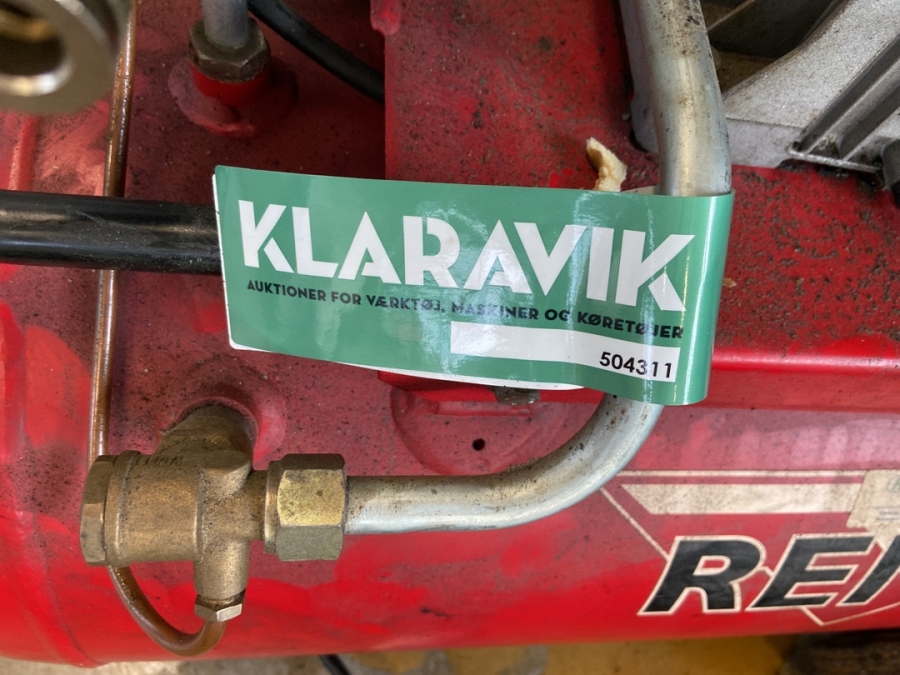 KLARAVIK
AUKTIONER FOR VÆRKTØJ, MASKINER OG KØRETØJER
504311